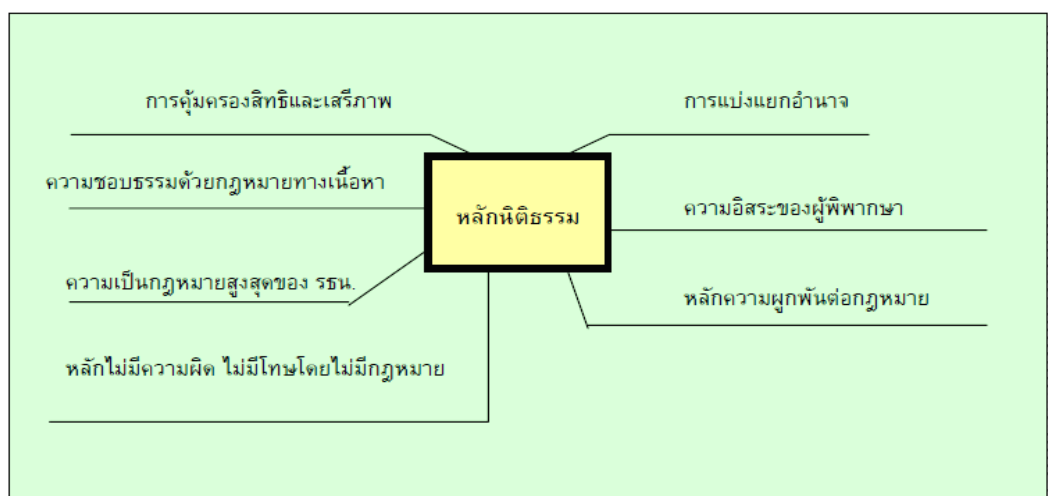 การคุ้มครองสิทธิและเสรีภาพ
การแบ่งแยกอำนาจ
ความชอบธรรมด้วยกฎหมายทางเนื้อหา
หลักนิติธรรม
ความอิสระของผู้พิพากษา
ความเป็นกฎหมายสูงสุดของ รธน.
หลักความผูกพันต่อกฎหมาย
หลักไม่มีความผิด ไม่มีโทษโดยไม่มีกฎหมาย